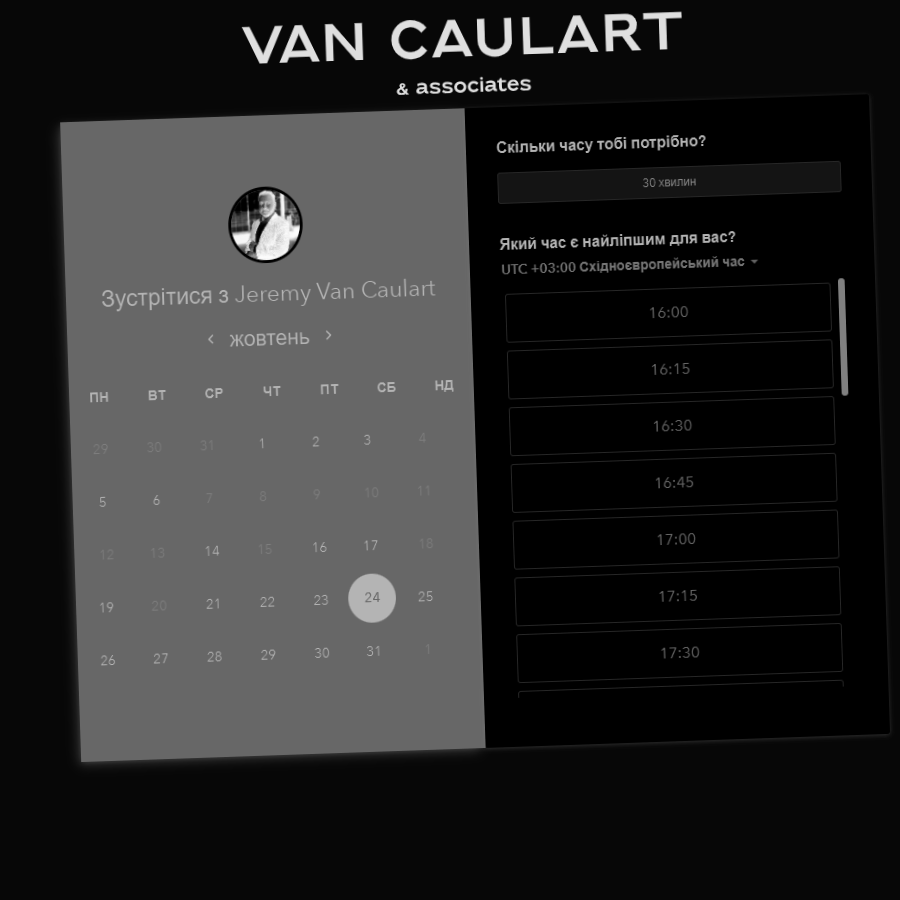 VAN CAULART
& associates
Зустрітися з Jeremy Van Caulart
жовтень
ПН ВТ СР ЧТ ПТ СБ НД
29 30 31 1 2 3 4
5 6 7 8 9 10 11
12 13 14 15 16 17 18
19 20 21 22 23 24 25
26 27 28 29 30 31 1
Скільки часу тобі потрібно?
30 хвилин
Який час є найліпшим для вас?
UTC +03:00 Східноєвропейський час
16:00
16:15
16:30
16:45
17:00
17:15
17:30